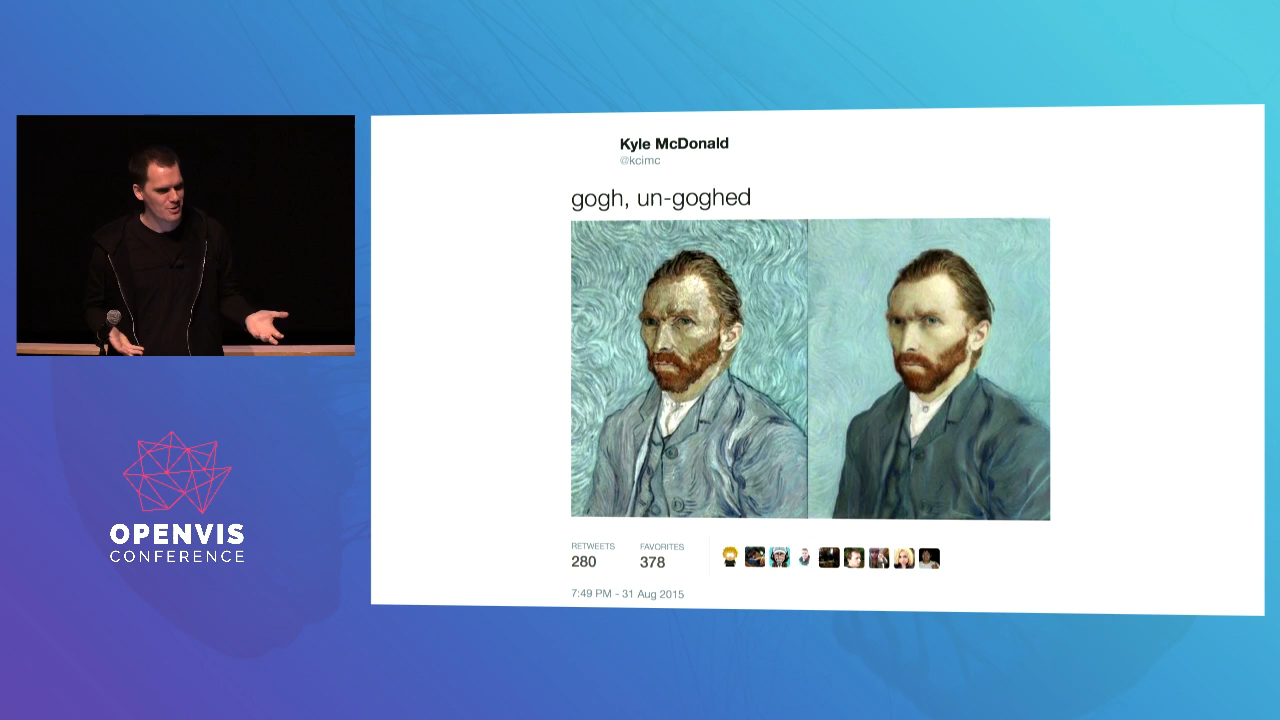 Kyle McDonald
@kcimc
gogh, un-goghed
RETWEETS
FAVORITES
280
378
7:49 PM - 31 Aug 2015
OPENVIS
CONFERENCE